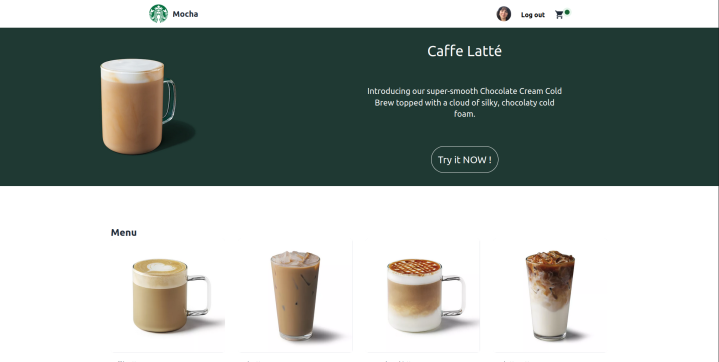 Mocha
Log out
Caffe Latté
Introducing our super-smooth Chocolate Cream Cold
Brew topped with a cloud of silky, chocolaty cold
foam.
Try it NOW !
Menu